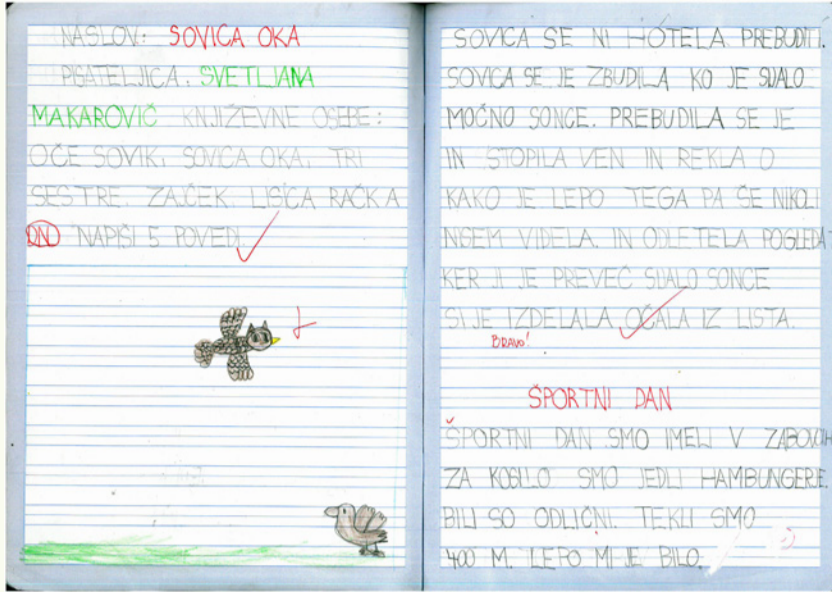 NASLOV: SOVICA OKA
PISATELJICA: SVETLANA
MAKAROVIČ KNJIŽEVNE OSEBE:
OČE SOVIK, SOVICA OKA, TRI
SESTRE, ZAJČEK, LISICA RAČKA
DN) NAPIŠI 5 POVEDI
SOVICA SE NI HOTELA PREBUDITI.
SOVICA SE JE ZBUDILA KO JE SIJALO
MOČNO SONCE. PREBUDILA SE JE
IN STOPILA VEN IN REKLA O
KAKO JE LEPO TEGA PA ŠE NIKOLI
NISEM VIDELA. IN ODLETELA POGLEDAT
KER JI JE PREVEČ SIJALO SONCE
SI JE IZDELALA OČALA IZ LISTA.
BRAVO!
ŠPORTNI DAN
ŠPORTNI DAN SMO IMELI V
ZA KOSILO SMO JEDLI HAMBUNGERJE.
BILI SO ODLIČNI. TEKLI SMO
400 M. LEPO MI JE BILO.